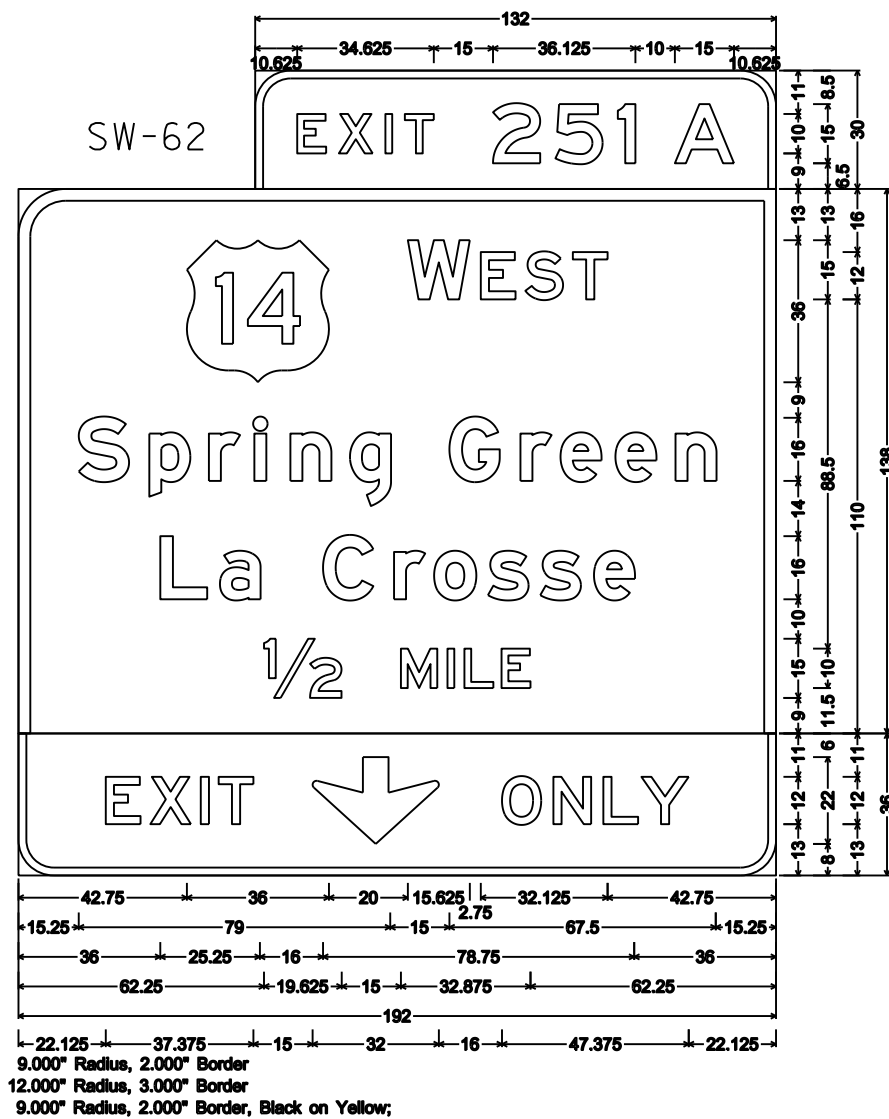 132
34.625 15 36.125 10 15
10.625 10.625
SW-62
EXIT 251 A
11 10 9
8.5 15 6.5
30
14 WEST
Spring Green
La Crosse
1/2 MILE
EXIT ONLY
13 36 9 16 14 16 10 15 9 11 12 13
13 15 88.5 10 11.5 6 22 8
16 12 110 11 12 13
138 36
42.75 36 20 15.625 32.125 42.75
2.75
15.25 79 15 67.5 15.25
36 25.25 16 78.75 36
62.25 19.625 15 32.875 62.25
192
22.125 37.375 15 32 16 47.375 22.125
9.000" Radius, 2.000" Border
12.000" Radius, 3.000" Border
9.000" Radius, 2.000" Border, Black on Yellow;